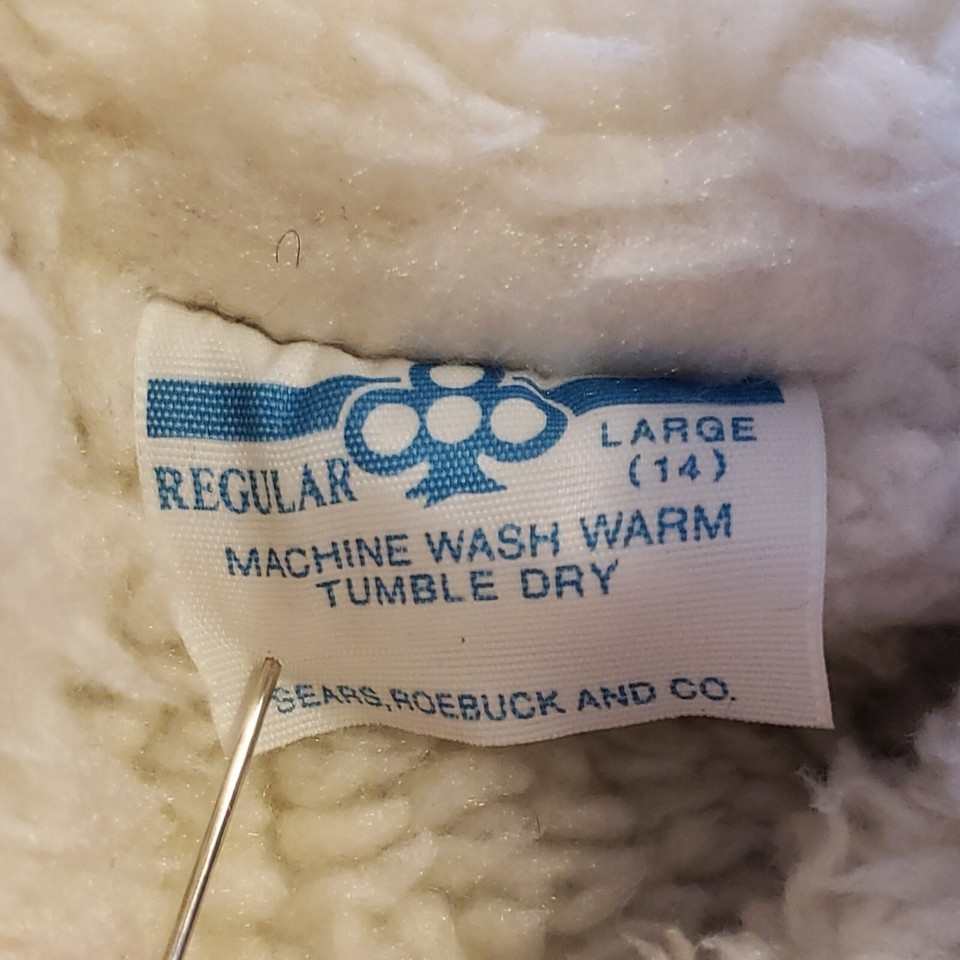 REGULAR
LARGE
(14)
MACHINE WASH WARM
TUMBLE DRY
SEARS, ROEBUCK AND CO.